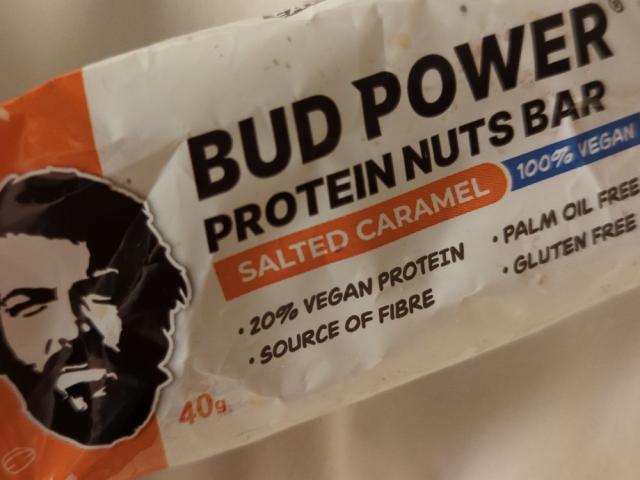 BUD POWER®
PROTEIN NUTS BAR
SALTED CARAMEL 100% VEGAN
• 20% VEGAN PROTEIN
• SOURCE OF FIBRE
• PALM OIL FREE
• GLUTEN FREE
40g